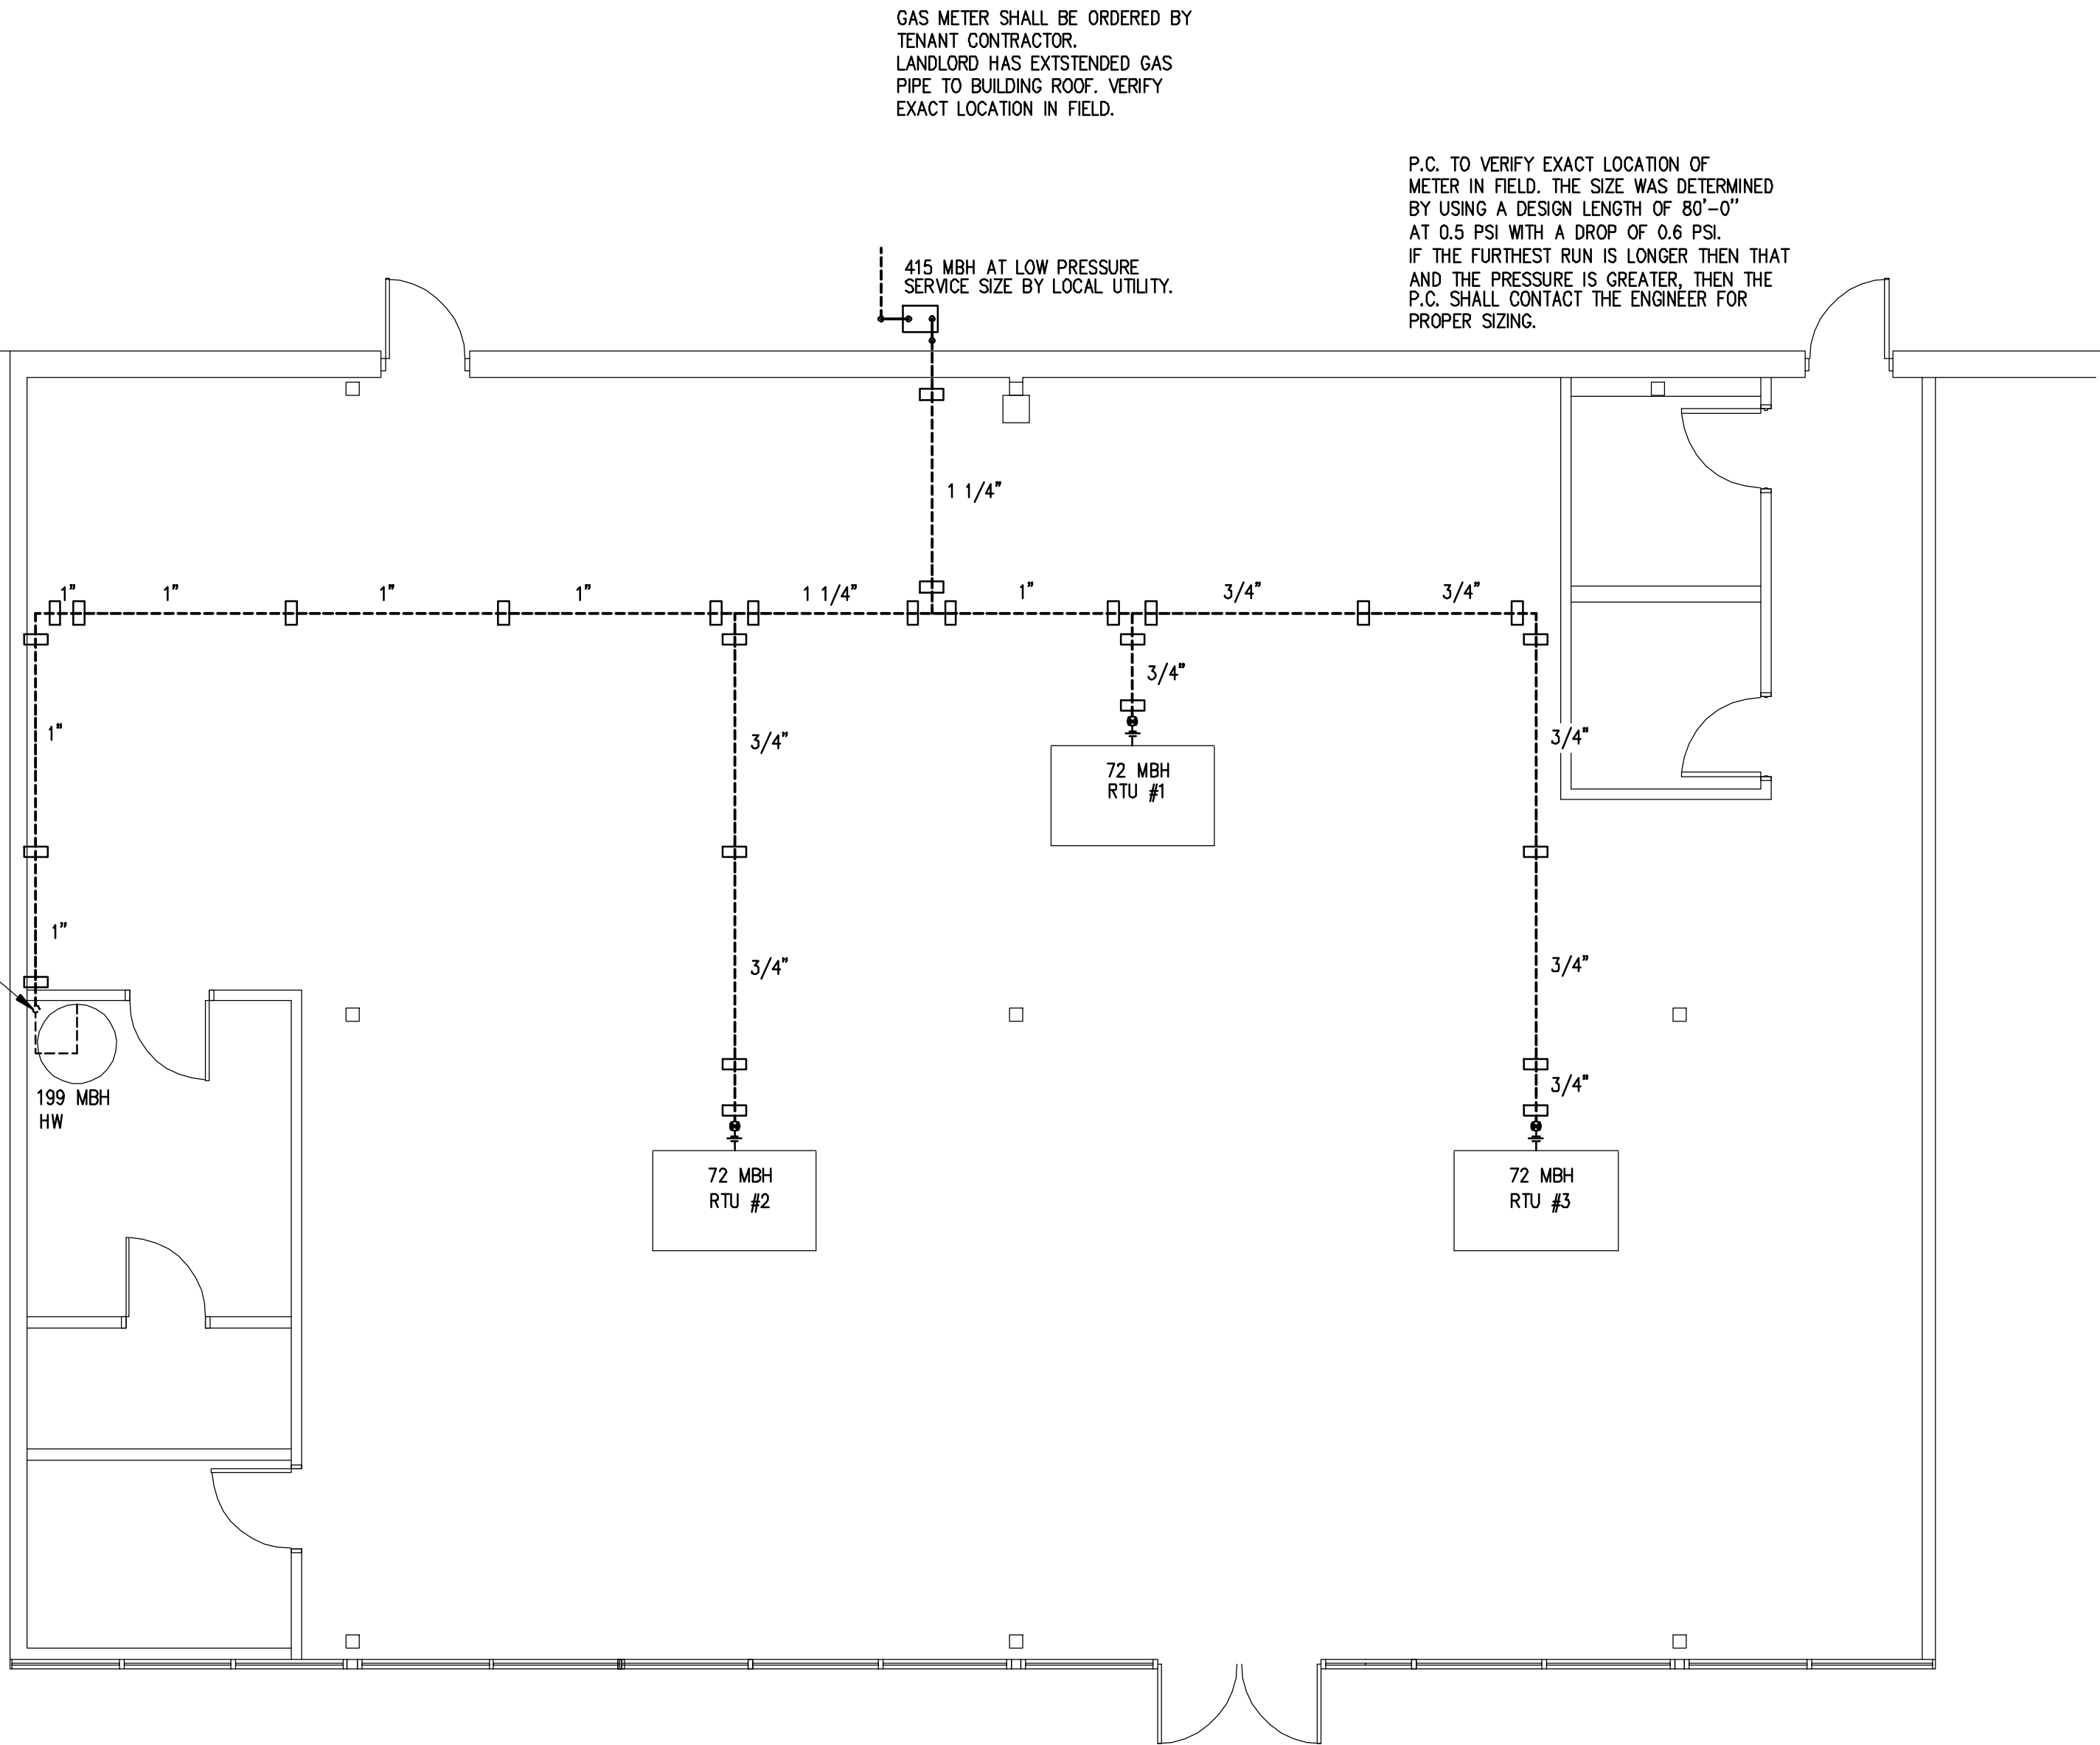 GAS METER SHALL BE ORDERED BY
TENANT CONTRACTOR.
LANDLORD HAS EXTSTENDED GAS
PIPE TO BUILDING ROOF. VERIFY
EXACT LOCATION IN FIELD.
P.C. TO VERIFY EXACT LOCATION OF
METER IN FIELD. THE SIZE WAS DETERMINED
BY USING A DESIGN LENGTH OF 80'-0"
AT 0.5 PSI WITH A DROP OF 0.6 PSI.
IF THE FURTHEST RUN IS LONGER THEN THAT
AND THE PRESSURE IS GREATER, THEN THE
P.C. SHALL CONTACT THE ENGINEER FOR
PROPER SIZING.
415 MBH AT LOW PRESSURE
SERVICE SIZE BY LOCAL UTILITY.
1 1/4"
1"
1"
1"
1"
1 1/4"
1"
3/4"
3/4"
3/4"
1"
3/4"
3/4"
72 MBH
RTU #1
1"
3/4"
3/4"
3/4"
199 MBH
HW
72 MBH
RTU #2
72 MBH
RTU #3